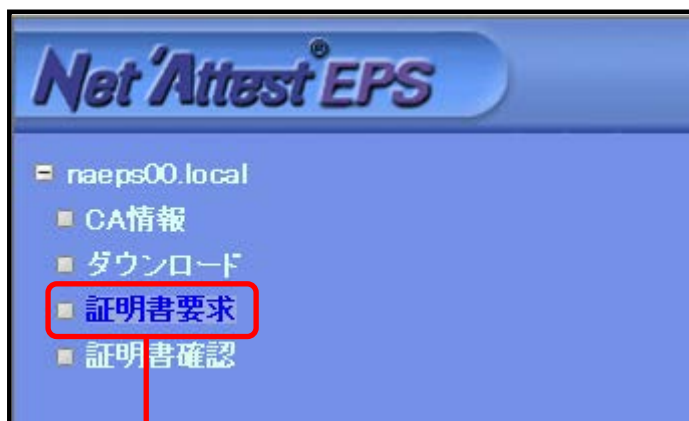 Net'Attest® EPS
naeps00.local
CA情報
ダウンロード
証明書要求
証明書確認